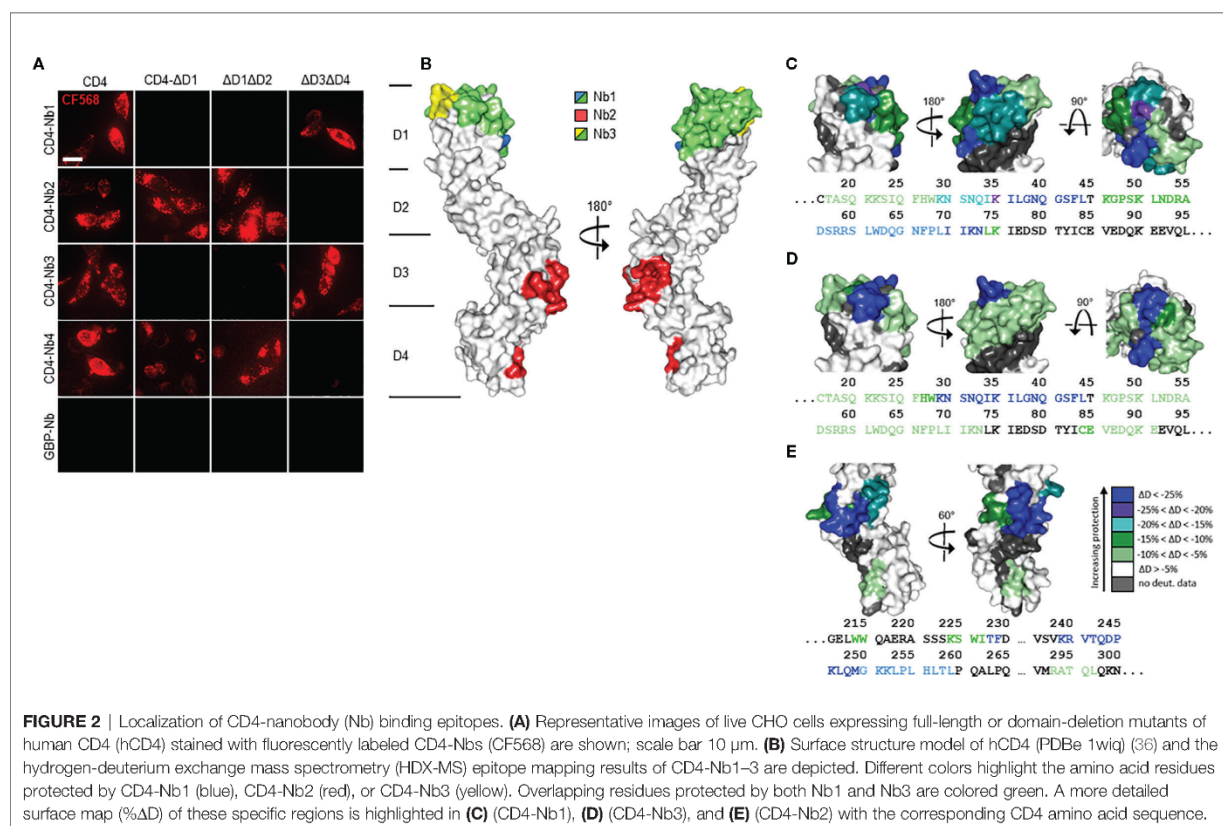 A
CD4
CD4-ΔD1
ΔD1ΔD2
ΔD3ΔD4
CF568
CD4-Nb1
CD4-Nb2
CD4-Nb3
CD4-Nb4
GBP-Nb
B
Nb1
Nb2
Nb3
D1
D2
D3
D4
180°
C
180°
90°
20 25 30 35 40 45 50 55
...CTASQ KKSIQ FHWKN SNQIK ILGNQ GSFLT KGPSK LNDRA
60 65 70 75 80 85 90 95
DSRRS LWDQG NFPLI IKNLK IEDSD TYICE VEDQK EEVQL...
D
180°
90°
20 25 30 35 40 45 50 55
...CTASQ KKSIQ FHWKN SNQIK ILGNQ GSFLT KGPSK LNDRA
60 65 70 75 80 85 90 95
DSRRS LWDQG NFPLI IKNLK IEDSD TYICE VEDQK EEVQL...
E
60°
Increasing protection
ΔD < -25%
-25% < ΔD < -20%
-20% < ΔD < -15%
-15% < ΔD < -10%
-10% < ΔD < -5%
ΔD > -5%
no deut. data
215 220 225 230 240 245
...GELWW QAERA SSSKS WITFD … VSVKR VTQDP
250 255 260 265 295 300
KLQMG KKLPL HLTLP QALPQ … VMRAT QLQKN...
FIGURE 2 | Localization of CD4-nanobody (Nb) binding epitopes. (A) Representative images of live CHO cells expressing full-length or domain-deletion mutants of
human CD4 (hCD4) stained with fluorescently labeled CD4-Nbs (CF568) are shown; scale bar 10 µm. (B) Surface structure model of hCD4 (PDBe 1wiq) (36) and the
hydrogen-deuterium exchange mass spectrometry (HDX-MS) epitope mapping results of CD4-Nb1–3 are depicted. Different colors highlight the amino acid residues
protected by CD4-Nb1 (blue), CD4-Nb2 (red), or CD4-Nb3 (yellow). Overlapping residues protected by both Nb1 and Nb3 are colored green. A more detailed
surface map (%ΔD) of these specific regions is highlighted in (C) (CD4-Nb1), (D) (CD4-Nb3), and (E) (CD4-Nb2) with the corresponding CD4 amino acid sequence.